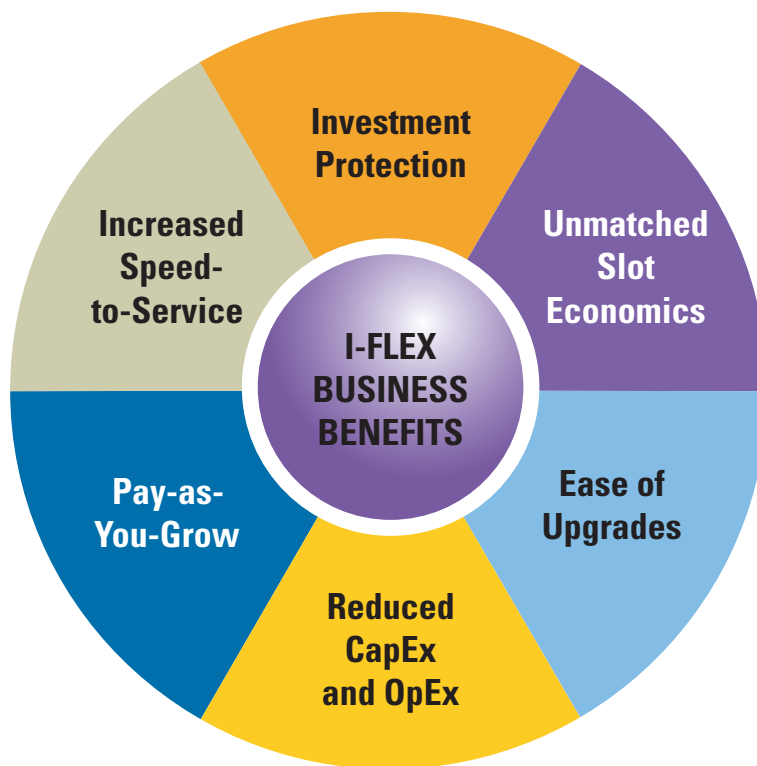 Investment
Protection
Unmatched
Slot
Economics
Ease of
Upgrades
Reduced
CapEx
and OpEx
Pay-as-
You-Grow
Increased
Speed-
to-Service
I-FLEX
BUSINESS
BENEFITS